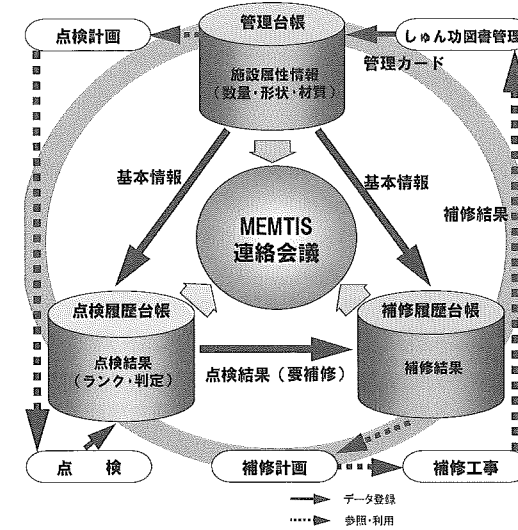 管理台帳
点検計画
しゅん功図書管理
管理カード
施設属性情報
（数量・形状・材質）
基本情報
基本情報
補修結果
MEMTIS
連絡会議
点検履歴台帳
点検結果
（ランク・判定）
補修履歴台帳
補修結果
点検結果（要補修）
点　検
補修計画
補修工事
データ登録
参照・利用